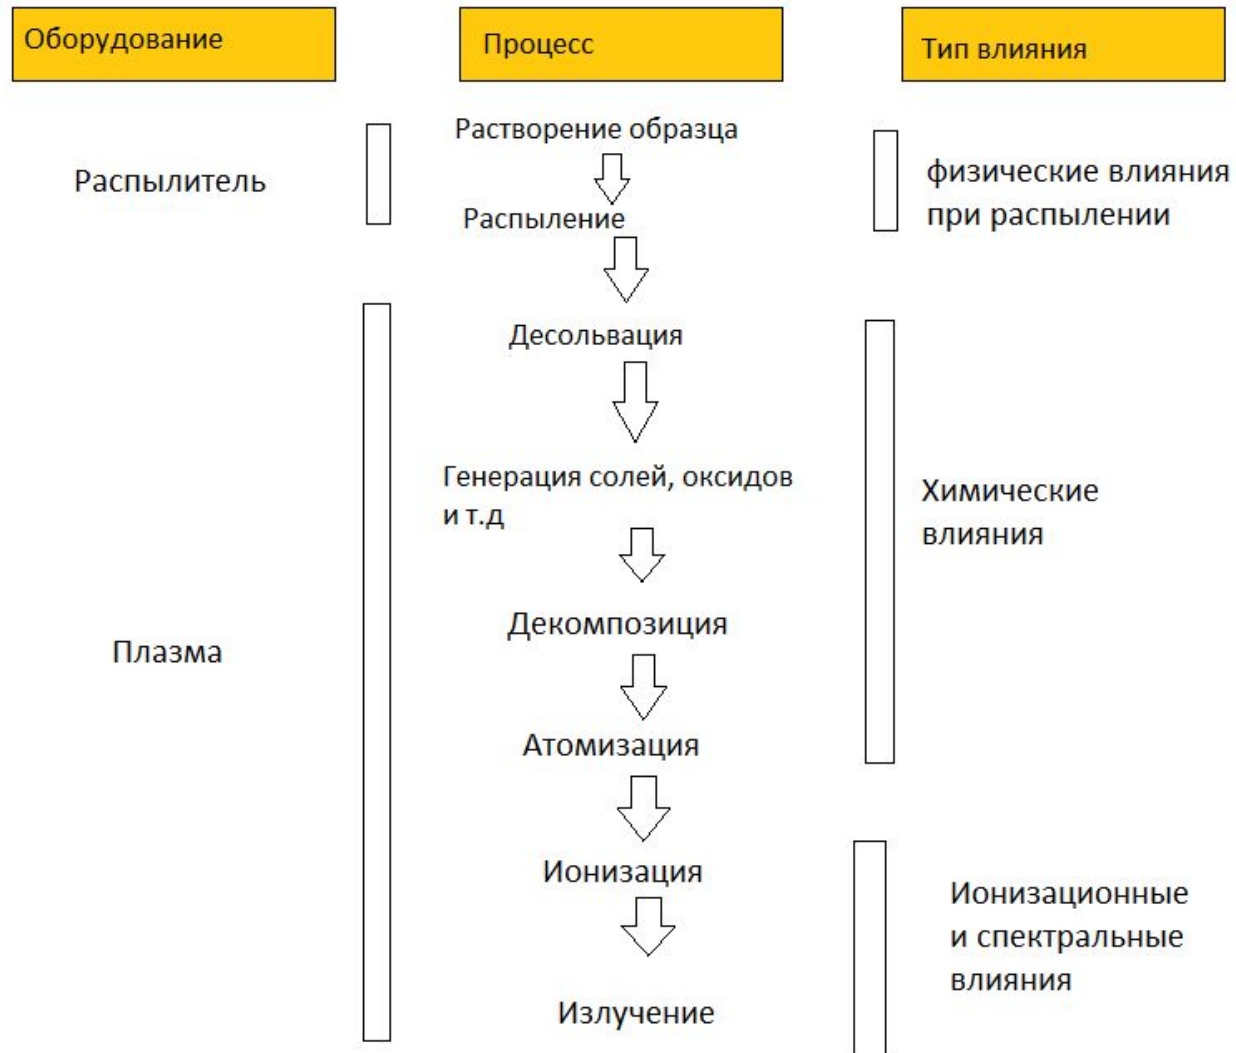 Оборудование
Процесс
Тип влияния
Растворение образца
Распылитель
физические влияния
при распылении
Распыление
Десольвация
Генерация солей, оксидов
и т.д
Химические
влияния
Декомпозиция
Плазма
Атомизация
Ионизация
Ионизационные
и спектральные
влияния
Излучение